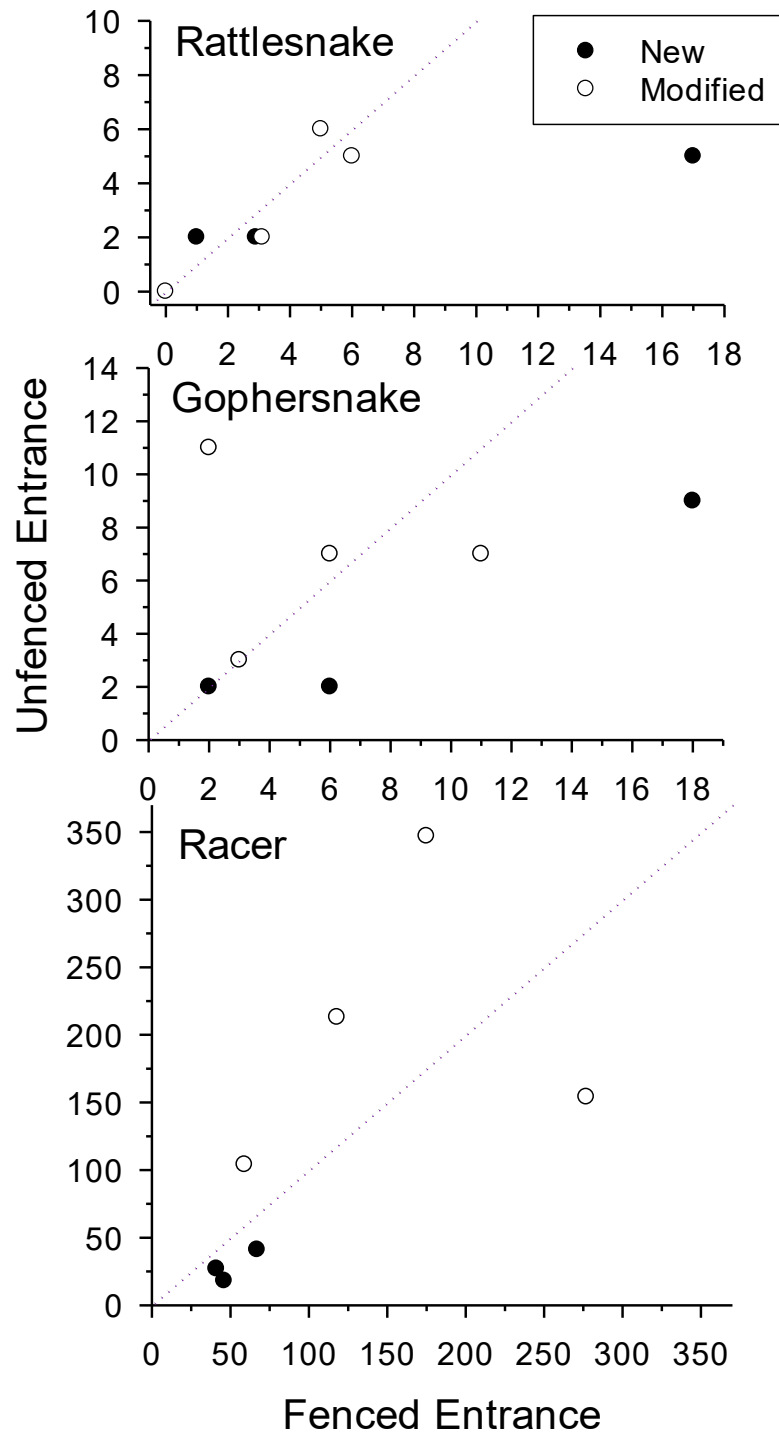 Rattlesnake
New
Modified
10
8
6
4
2
0
0 2 4 6 8 10 12 14 16 18
Gophersnake
14
12
10
8
6
4
2
0
0 2 4 6 8 10 12 14 16 18
Unfenced Entrance
Racer
350
300
250
200
150
100
50
0
0 50 100 150 200 250 300 350
Fenced Entrance